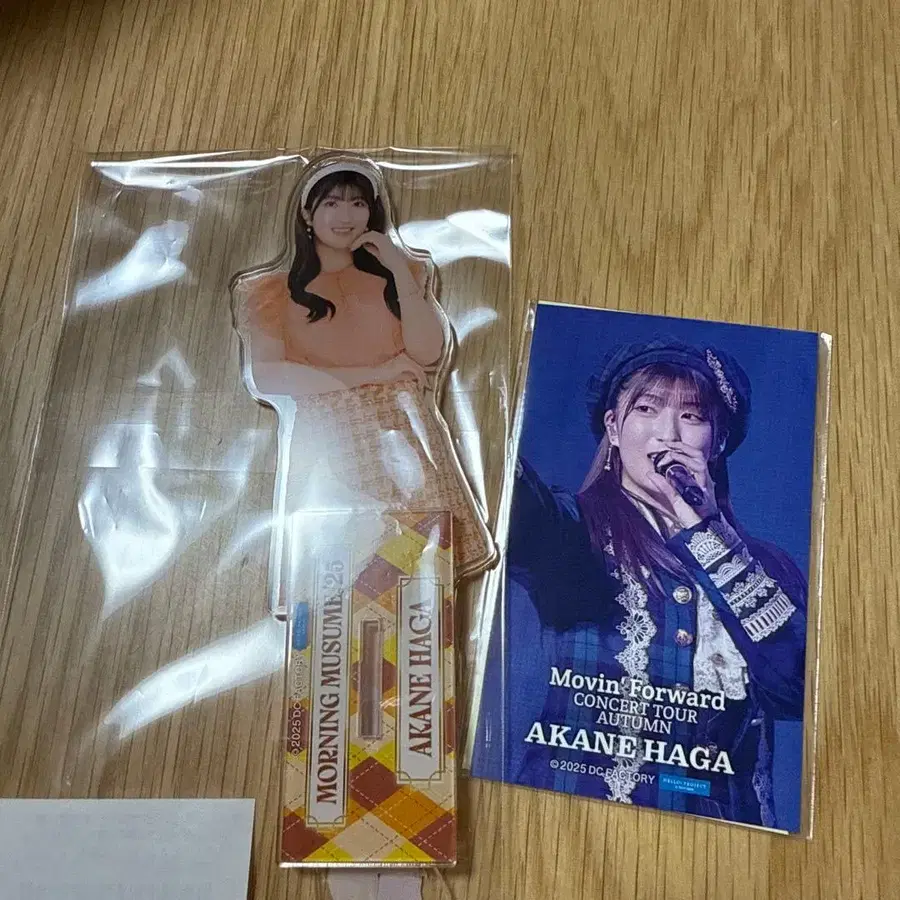 MORNING MUSUME '25
AKANE HAGA
©2025 DC FACTORY
Movin' Forward
CONCERT TOUR
AUTUMN
AKANE HAGA
© 2025 DC FACTORY
HELLO! PROJECT